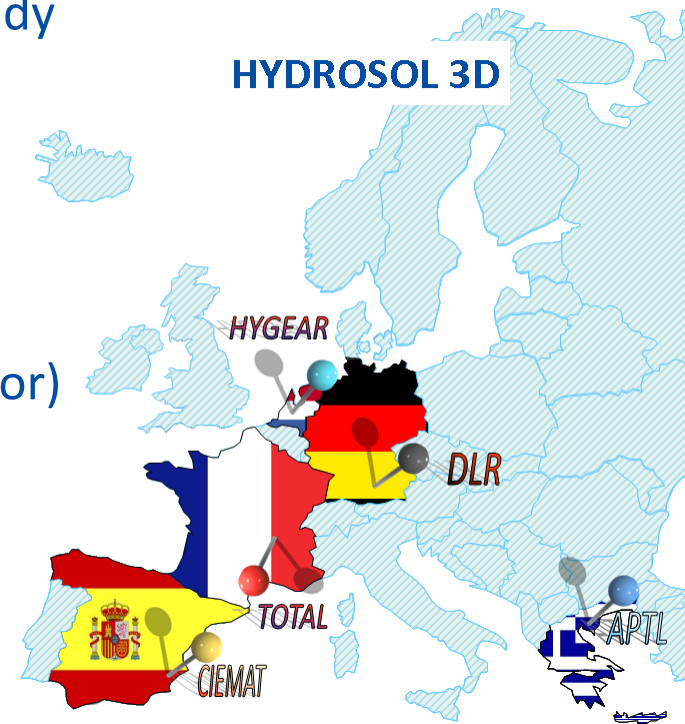 dy
HYDROSOL 3D
HYGEAR
or)
DLR
TOTAL
APTL
CIEMAT